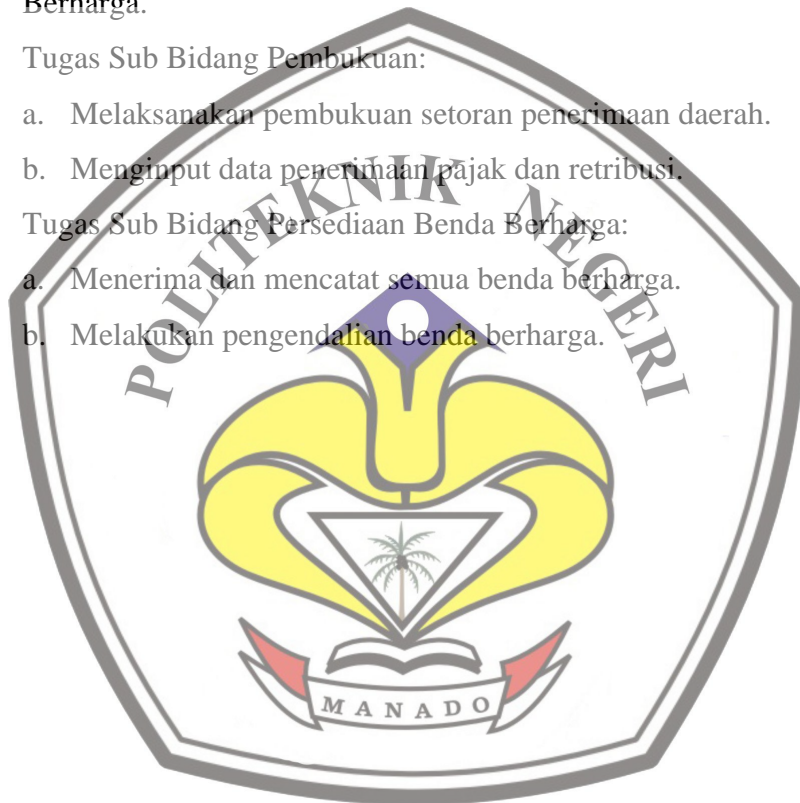 Berharga.
Tugas Sub Bidang Pembukuan:
a. Melaksanakan pembukuan setoran penerimaan daerah.
b. Menginput data penerimaan pajak dan retribusi.
Tugas Sub Bidang Persediaan Benda Berharga:
a. Menerima dan mencatat semua benda berharga.
b. Melakukan pengendalian benda berharga.
POLITEKNIK NEGERI
MANADO